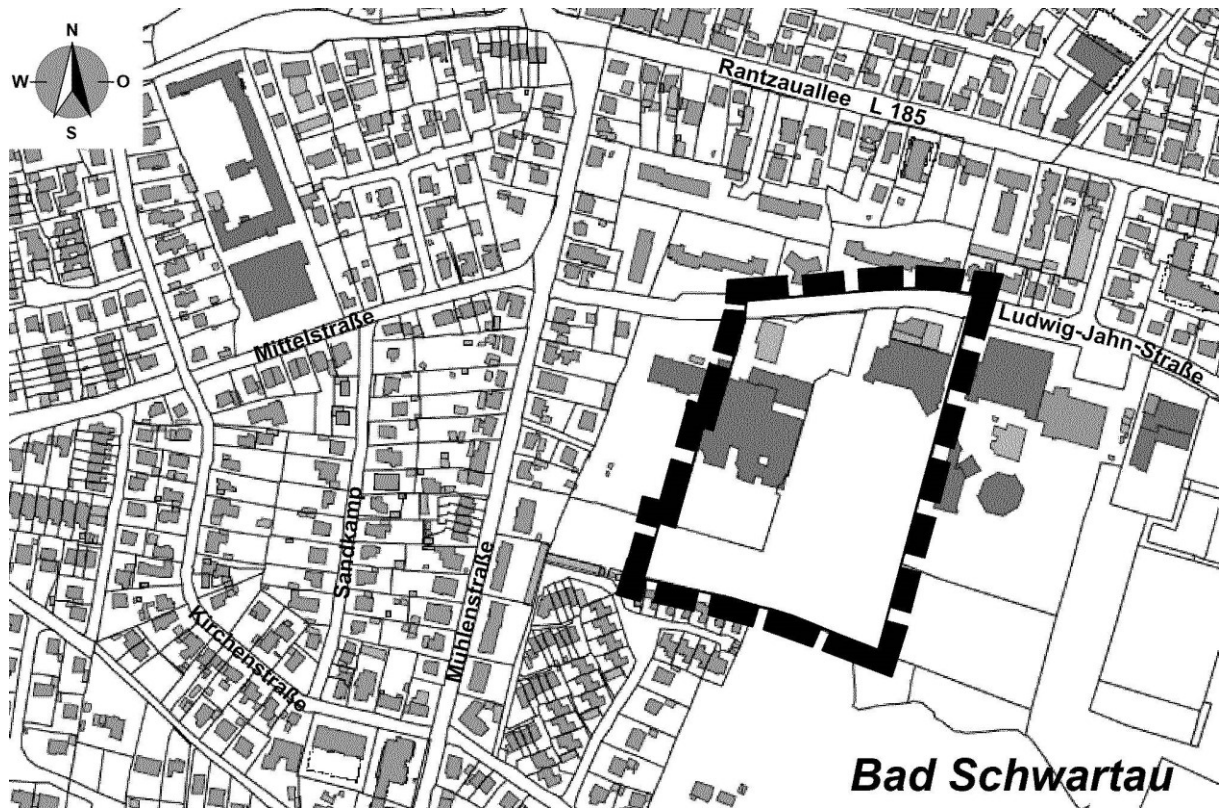 N
W O
S
Rantzauallee L 185
Mittelstraße
Ludwig-Jahn-Straße
Sandkamp
Mühlenstraße
Kirchenstraße
Bad Schwartau